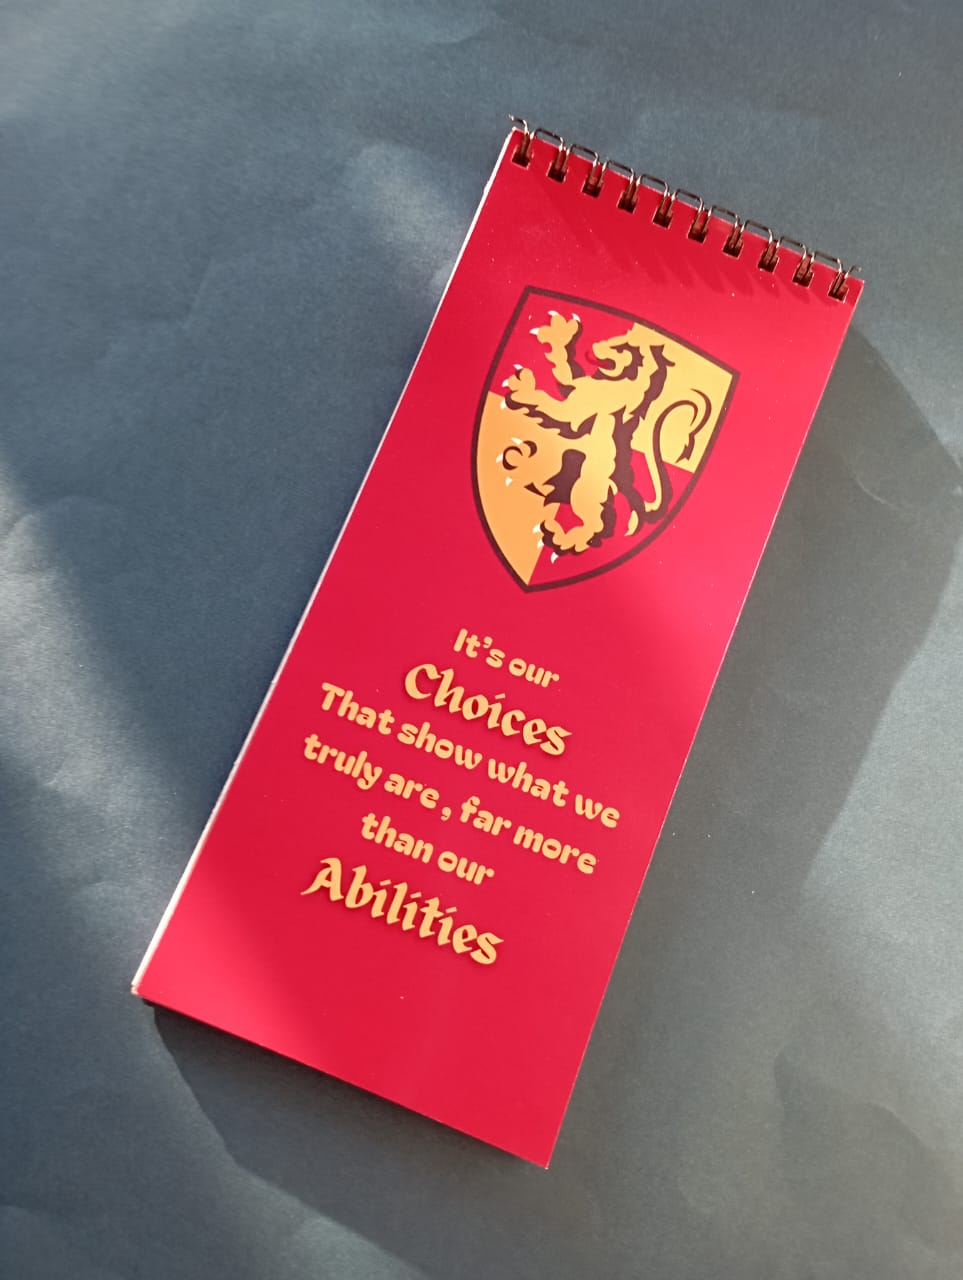 It's our
Choices
That show what we
truly are, far more
than our
Abilities